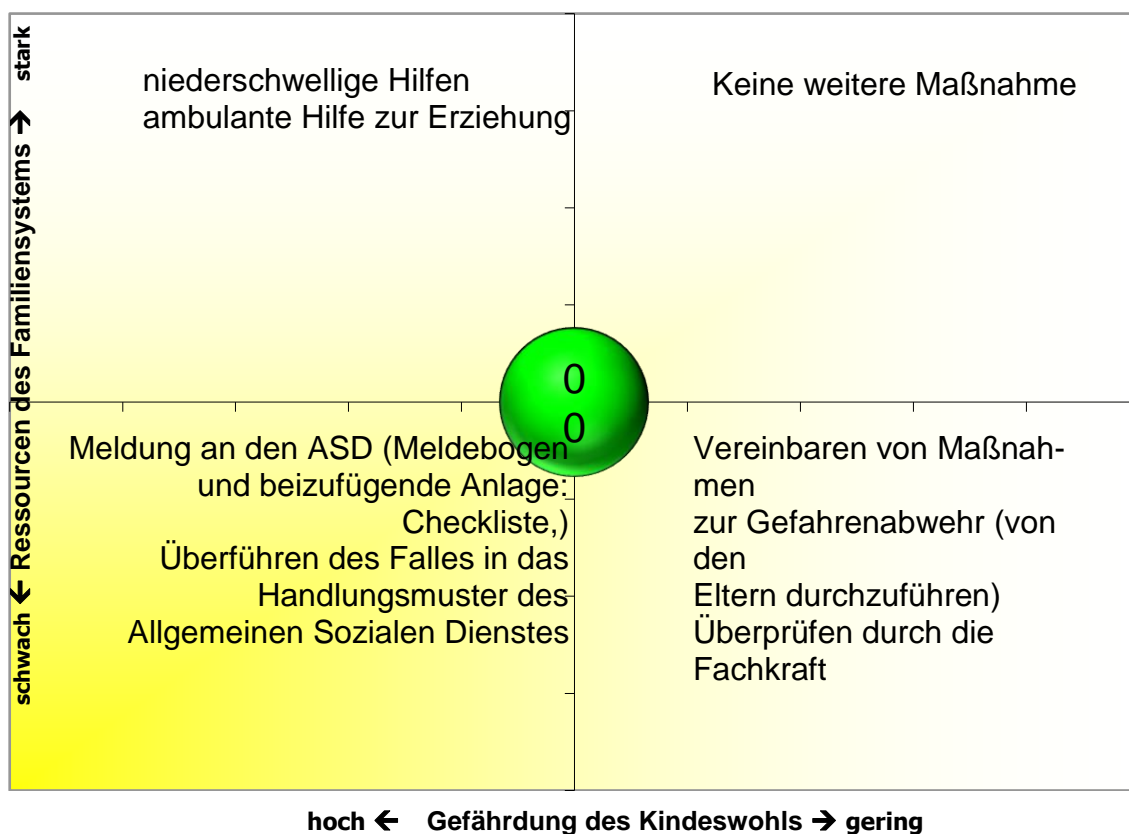 niederschwellige Hilfen
ambulante Hilfe zur Erziehung
Keine weitere Maßnahme
schwach ← Ressourcen des Familiensystems → stark
0
0
Meldung an den ASD (Meldebogen
und beizufügende Anlage:
Checkliste,)
Überführen des Falles in das
Handlungsmuster des
Allgemeinen Sozialen Dienstes
Vereinbaren von Maßnah-
men
zur Gefahrenabwehr (von
den
Eltern durchzuführen)
Überprüfen durch die
Fachkraft
hoch ← Gefährdung des Kindeswohls → gering